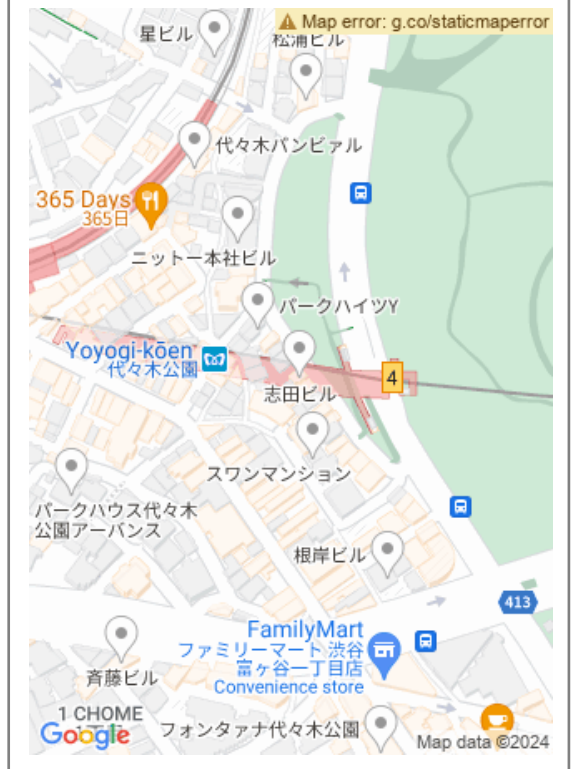 ⚠ Map error: g.co/staticmaperror
星ビル
松浦ビル
代々木パンビァル
365 Days
365日
ニットー本社ビル
パークハイツY
Yoyogi-kōen
代々木公園
4
志田ビル
スワンマンション
パークハウス代々木
公園アーバンス
根岸ビル
413
FamilyMart
ファミリーマート 渋谷
富ヶ谷一丁目店
Convenience store
斉藤ビル
1 CHOME
フォンタァナ代々木公園
Google
Map data ©2024